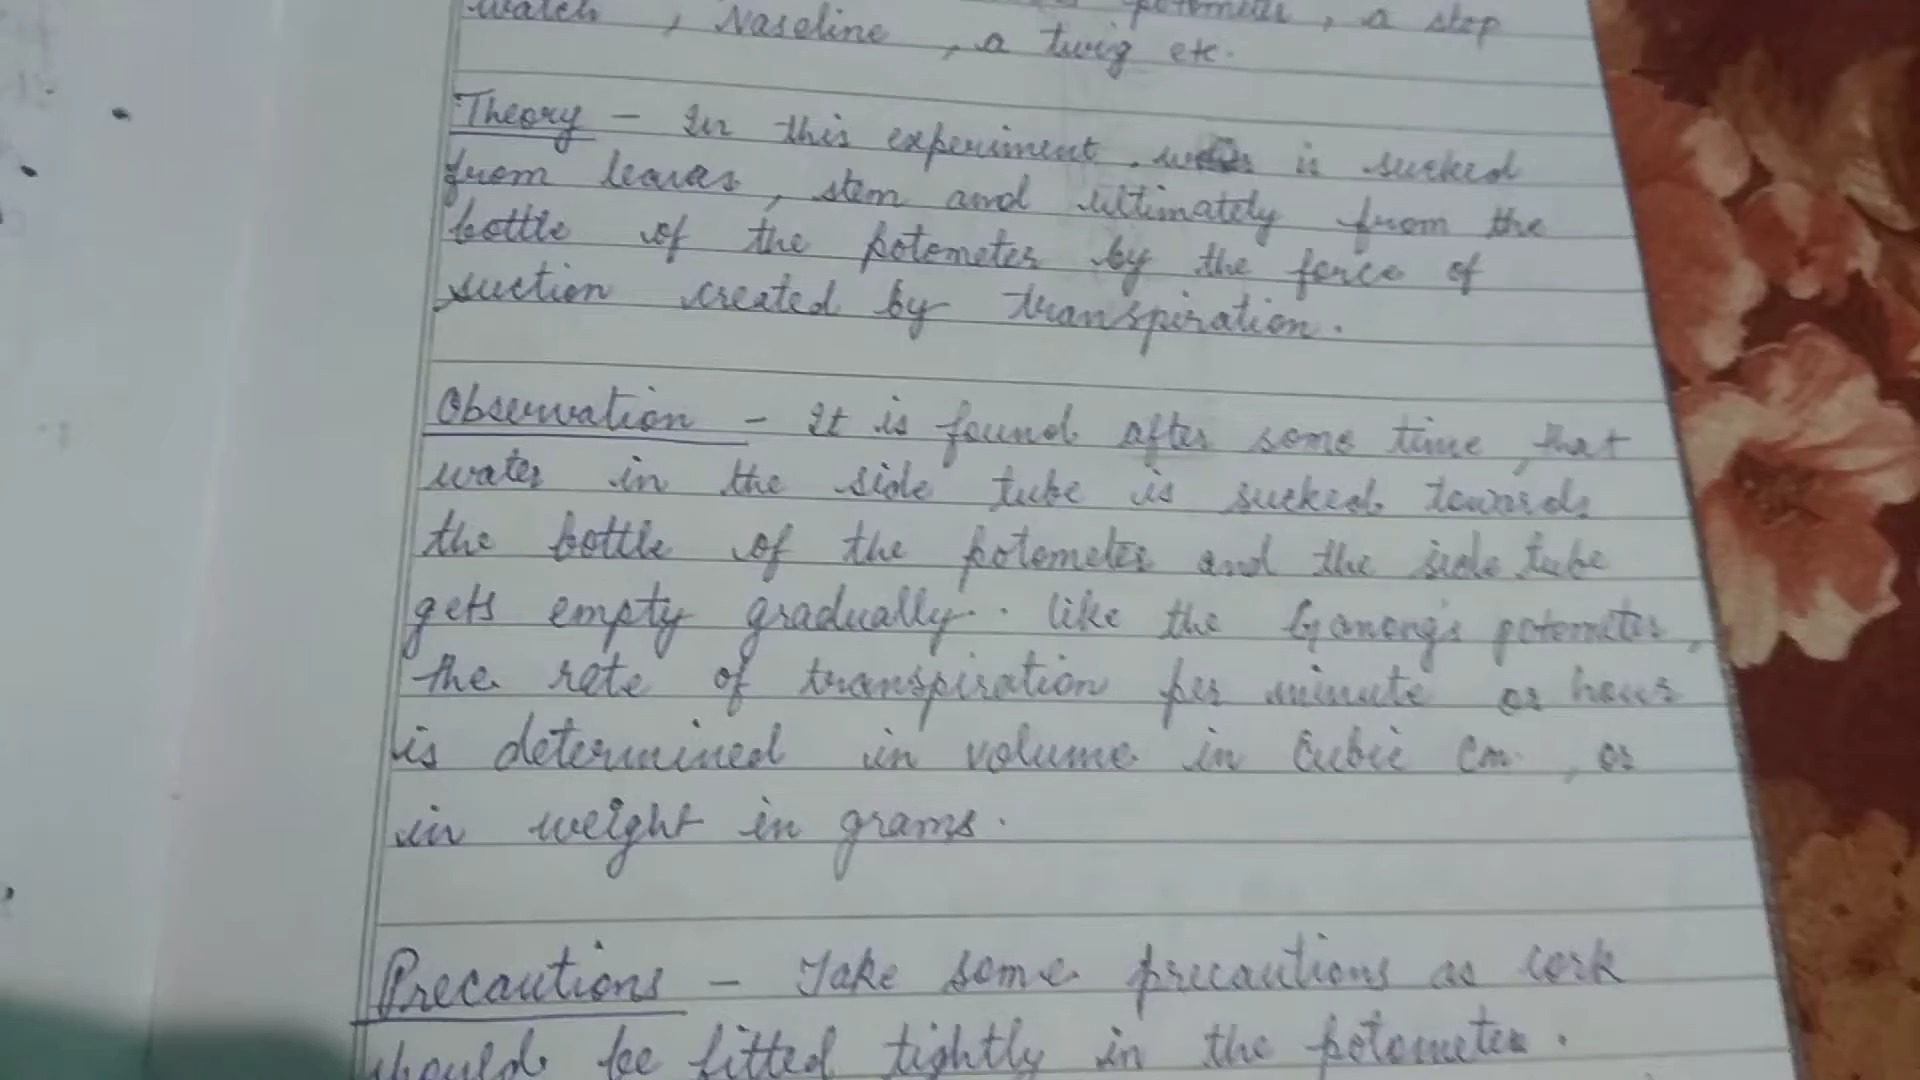 watch , Vaseline , a twig etc.
potometer , a stop
Theory - In this experiment, water is sucked
from leaves, stem and ultimately from the
bottle of the potometer by the force of
suction created by transpiration.
Observation - It is found after some time, that
water in the side tube is sucked towards
the bottle of the potometer and the side tube
gets empty gradually. like the Ganong's potometer,
the rate of transpiration per minute or hour
is determined in volume in Cubic Cm. , or
in weight in grams.
Precautions - Take some precautions as cork
should be fitted tightly in the potometer.